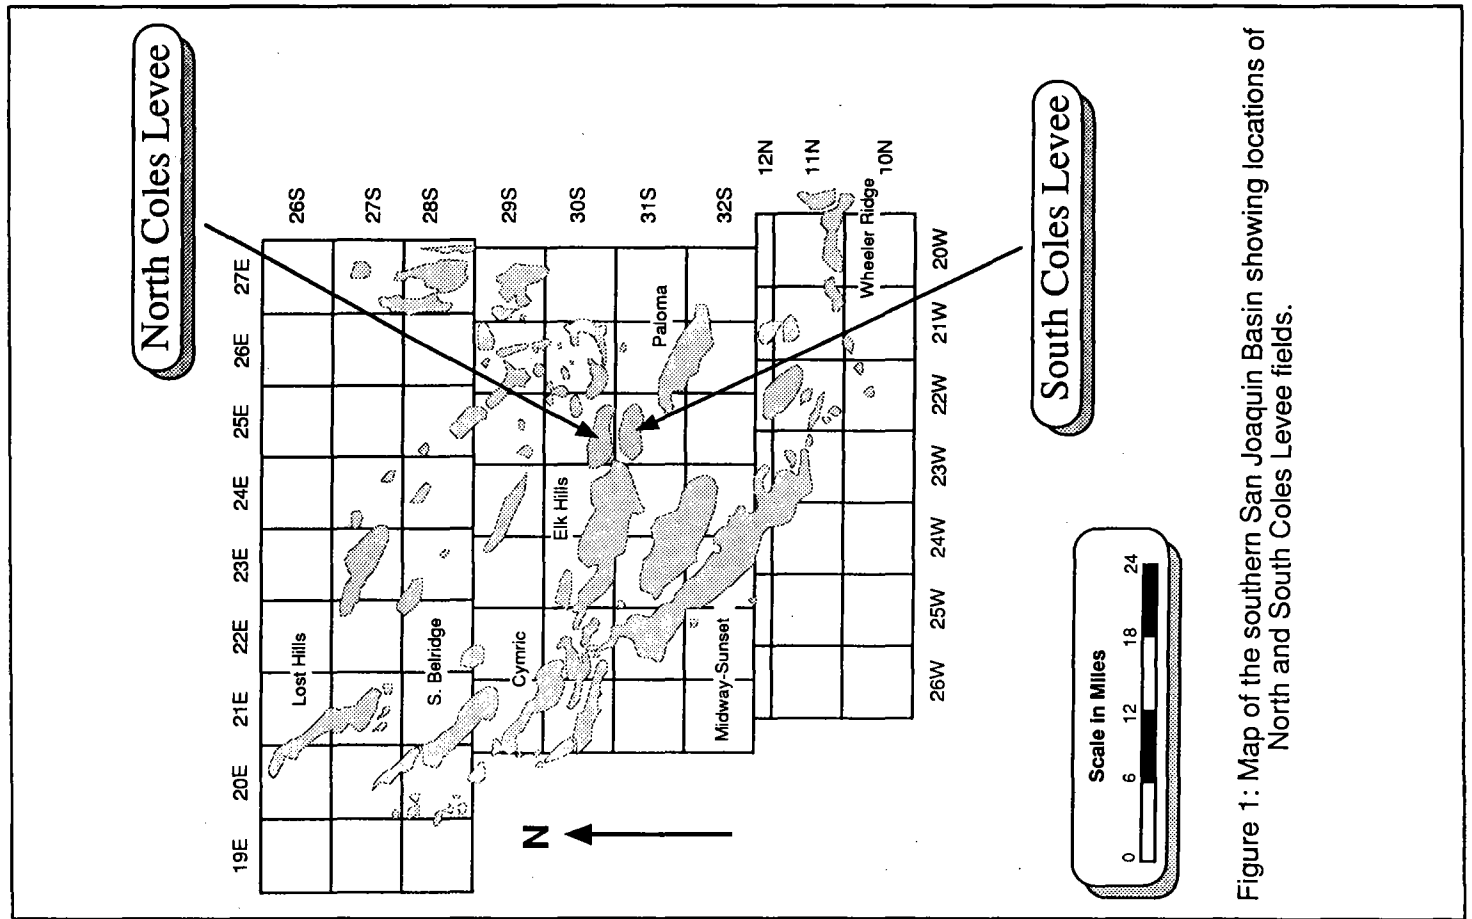 North Coles Levee
South Coles Levee
19E
20E
21E
22E
23E
24E
25E
26E
27E
26S
27S
28S
29S
30S
31S
32S
12N
11N
10N
26W
25W
24W
23W
22W
21W
20W
Lost Hills
S. Belridge
Cymric
Midway-Sunset
Elk Hills
Paloma
Wheeler Ridge
N
Scale in Miles
0 6 12 18 24
Figure 1: Map of the southern San Joaquin Basin showing locations of
North and South Coles Levee fields.